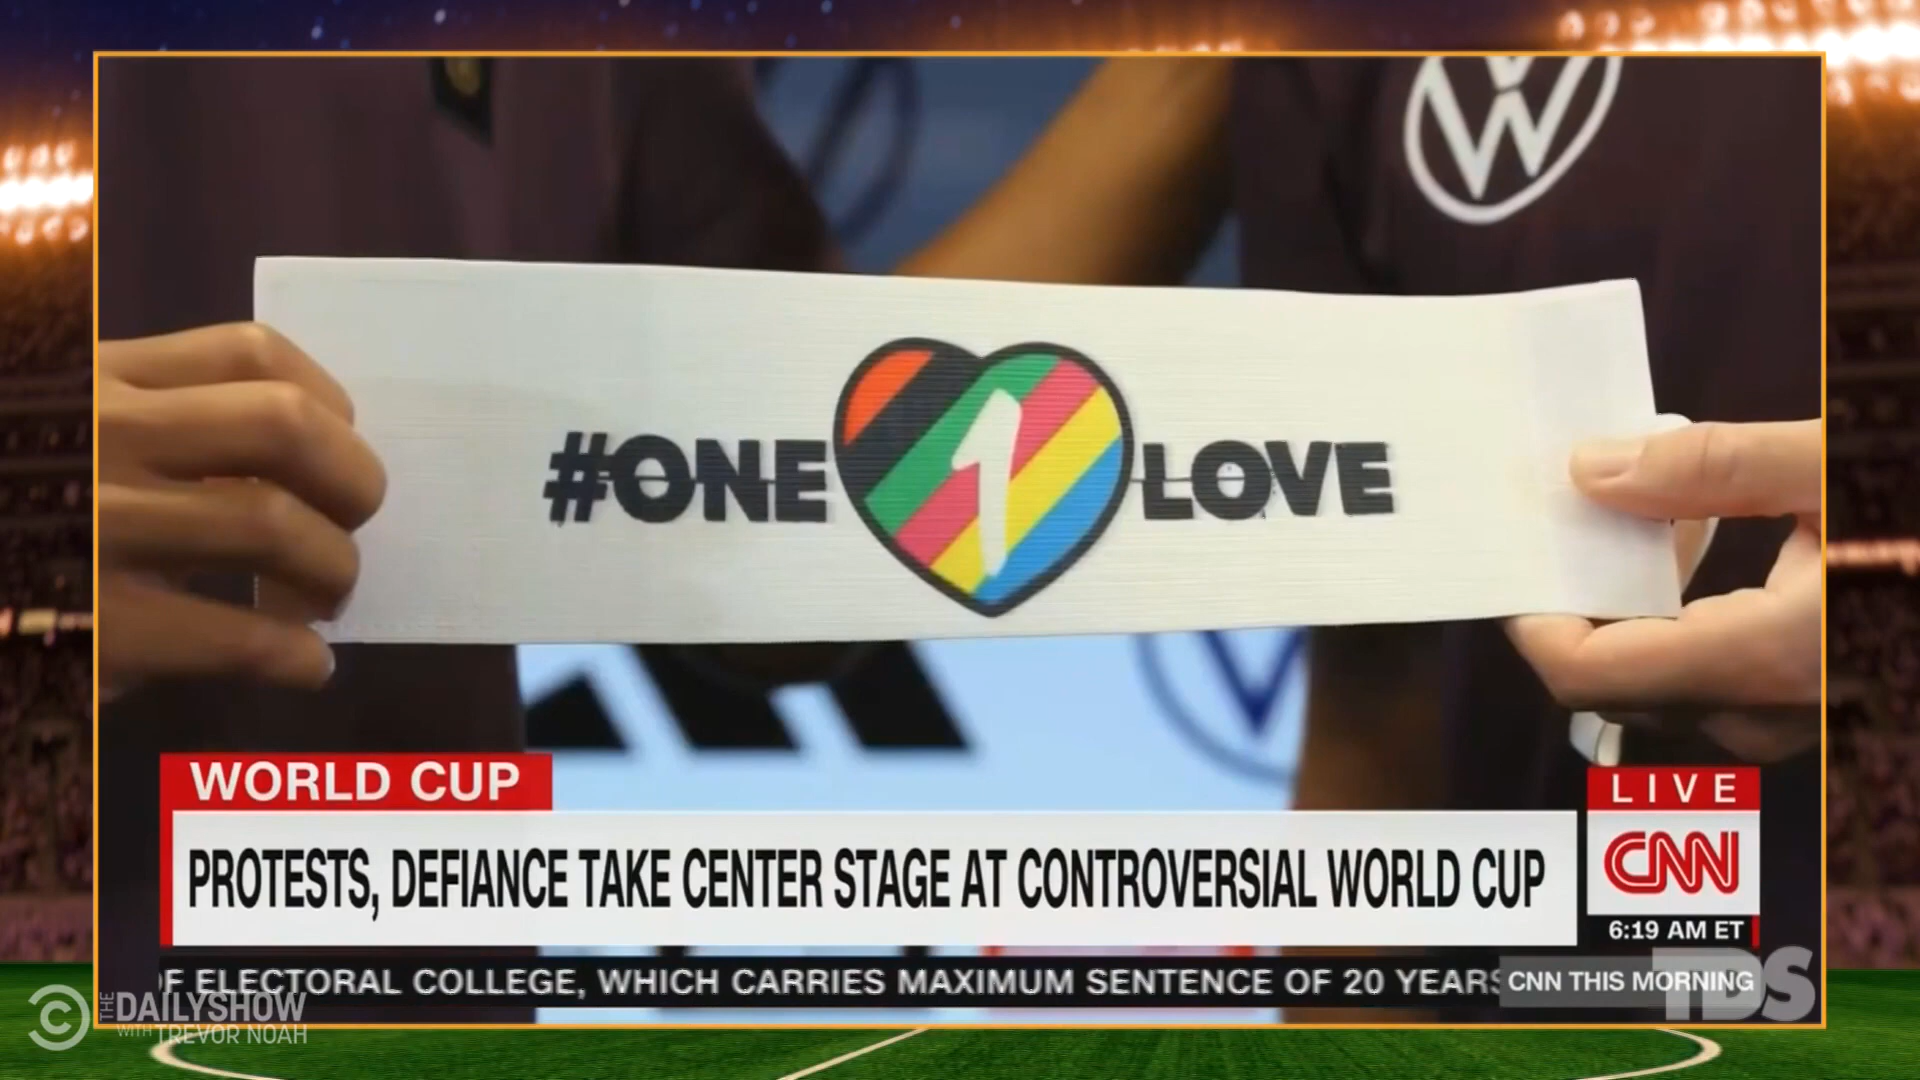 #ONE 1 LOVE
WORLD CUP
PROTESTS, DEFIANCE TAKE CENTER STAGE AT CONTROVERSIAL WORLD CUP
LIVE
CNN
6:19 AM ET
OF ELECTORAL COLLEGE, WHICH CARRIES MAXIMUM SENTENCE OF 20 YEARS
CNN THIS MORNING
TDS
THE DAILY SHOW
WITH TREVOR NOAH